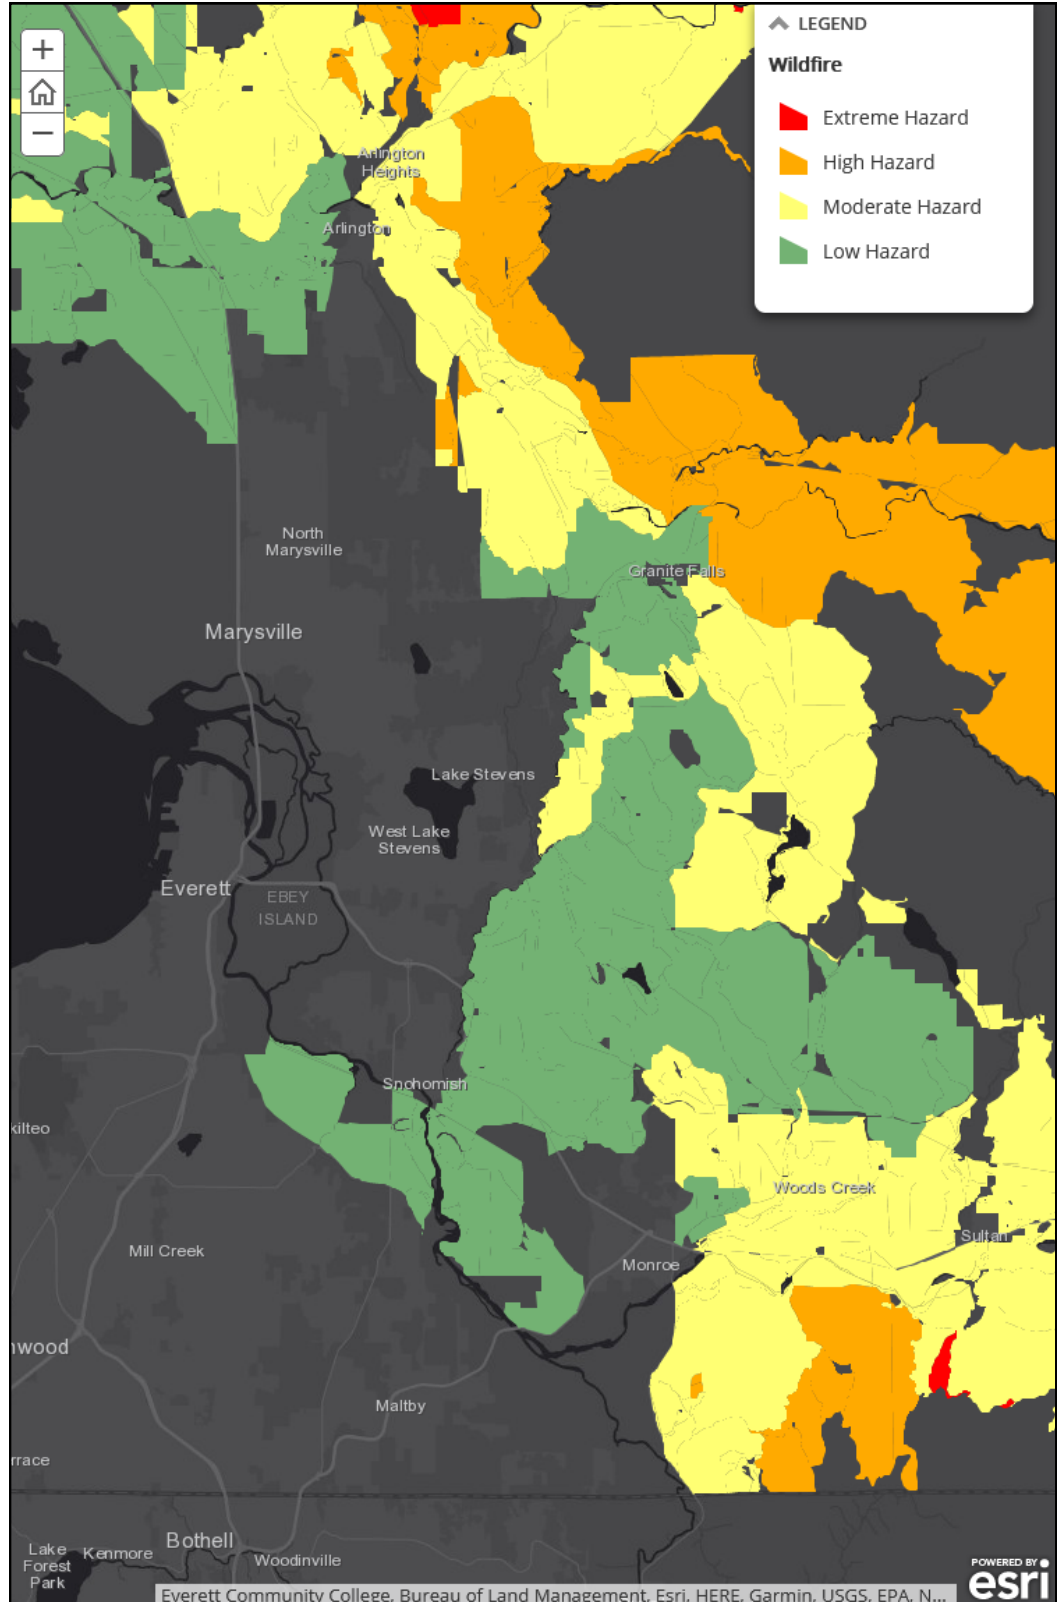 +
−
LEGEND
Wildfire
Extreme Hazard
High Hazard
Moderate Hazard
Low Hazard
Arlington
Heights
Arlington
North
Marysville
Granite Falls
Marysville
Lake Stevens
West Lake
Stevens
Everett
EBEY
ISLAND
Snohomish
kilteo
Woods Creek
Mill Creek
Monroe
Sultan
nwood
Maltby
rrace
Bothell
Lake
Forest
Park
Kenmore
Woodinville
POWERED BY
esri
Everett Community College, Bureau of Land Management, Esri, HERE, Garmin, USGS, EPA, N...